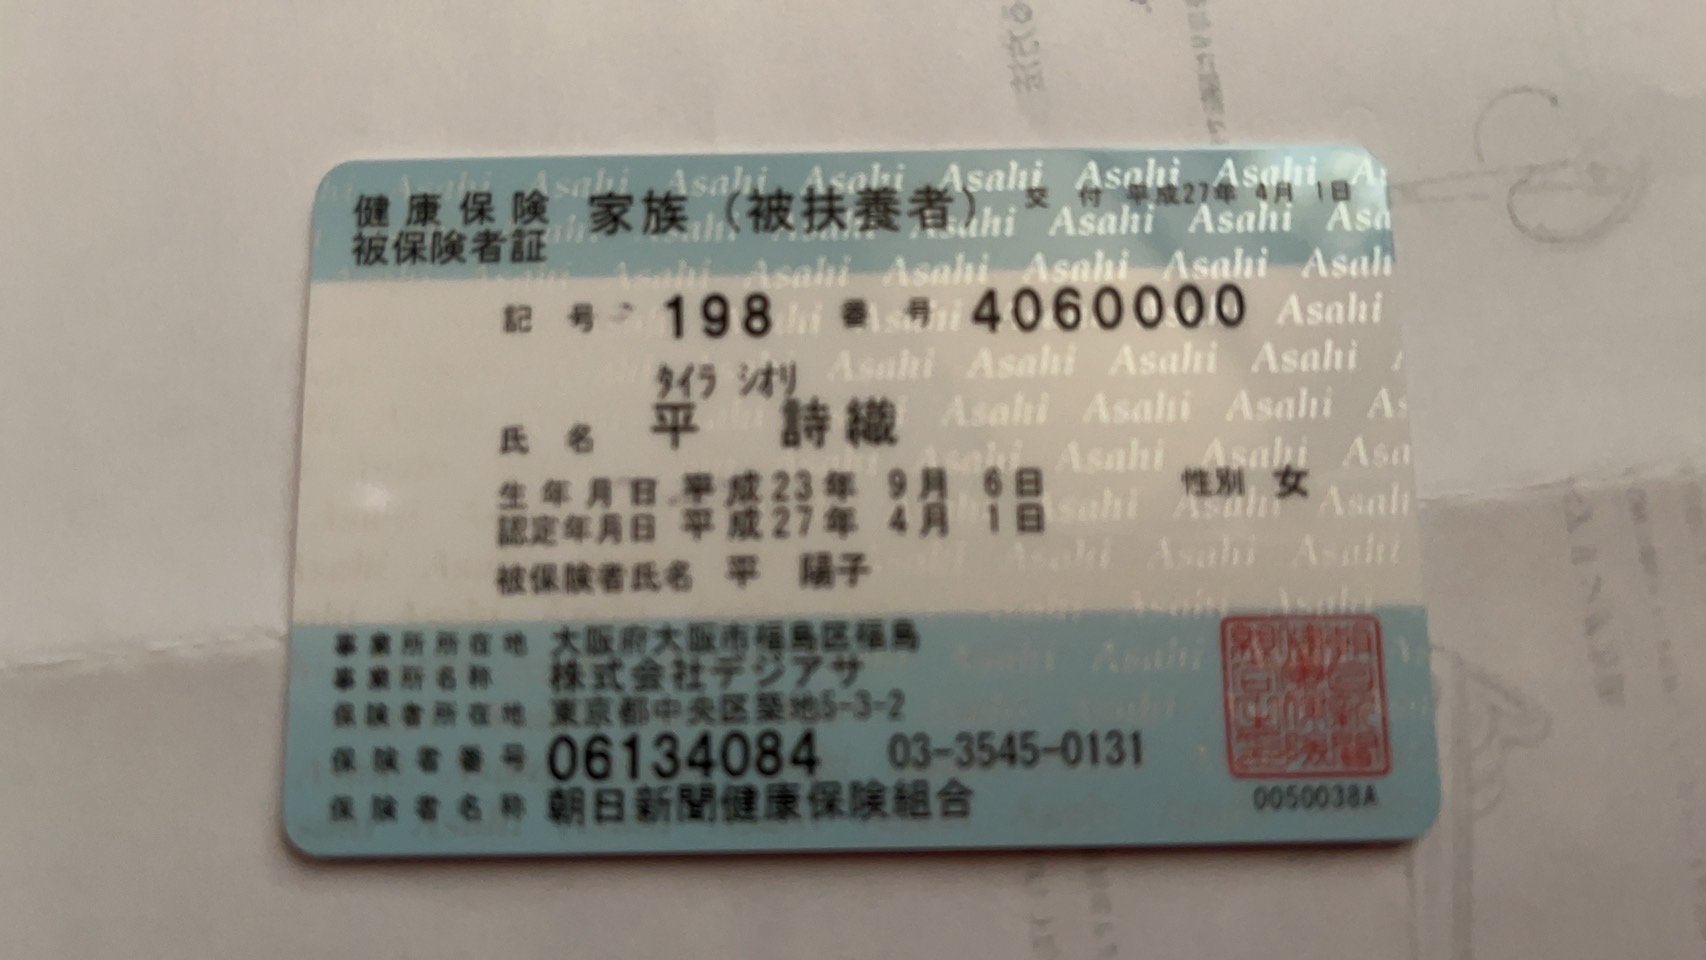 健康保険 家族（被扶養者） 交付 平成27年 4月 1日
被保険者証
記号 198 番号 4060000
ﾀｲﾗ ｼｵﾘ
氏名 平 詩織
生年月日 平成23年 9月 6日 性別 女
認定年月日 平成27年 4月 1日
被保険者氏名 平 陽子
事業所所在地 大阪府大阪市福島区福島
事業所名称 株式会社デジアサ
保険者所在地 東京都中央区築地5-3-2
保険者番号 06134084 03-3545-0131
保険者名称 朝日新聞健康保険組合
0050038A
Asahi